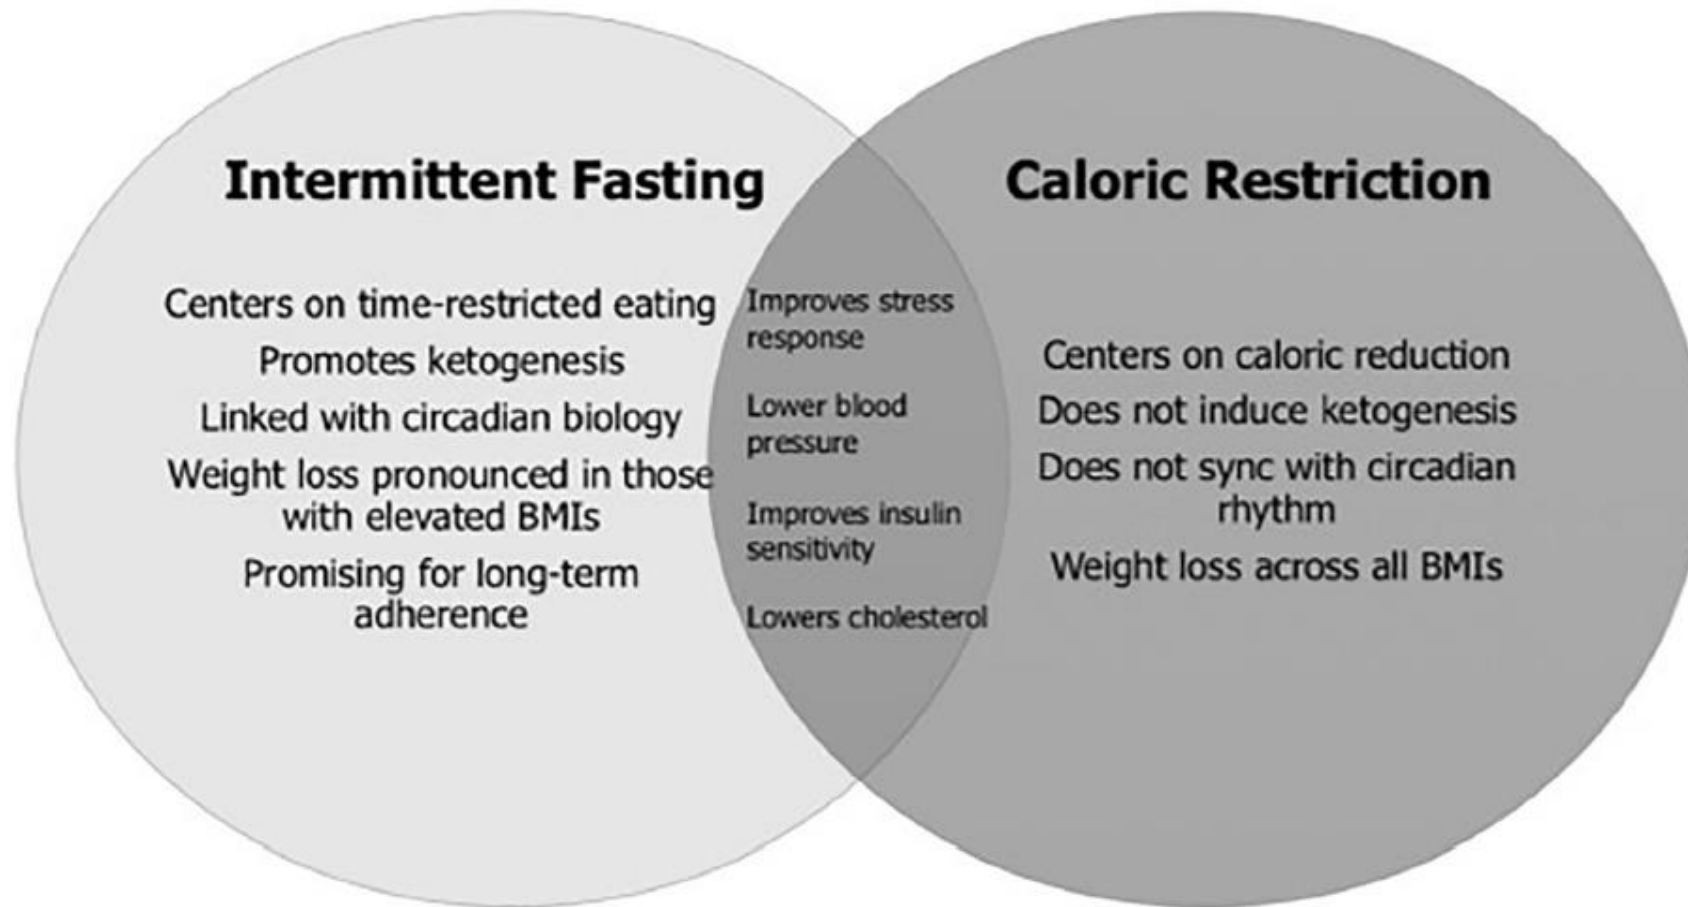 Intermittent Fasting
Centers on time-restricted eating
Promotes ketogenesis
Linked with circadian biology
Weight loss pronounced in those
with elevated BMIs
Promising for long-term
adherence
Improves stress
response
Lower blood
pressure
Improves insulin
sensitivity
Lowers cholesterol
Caloric Restriction
Centers on caloric reduction
Does not induce ketogenesis
Does not sync with circadian
rhythm
Weight loss across all BMIs